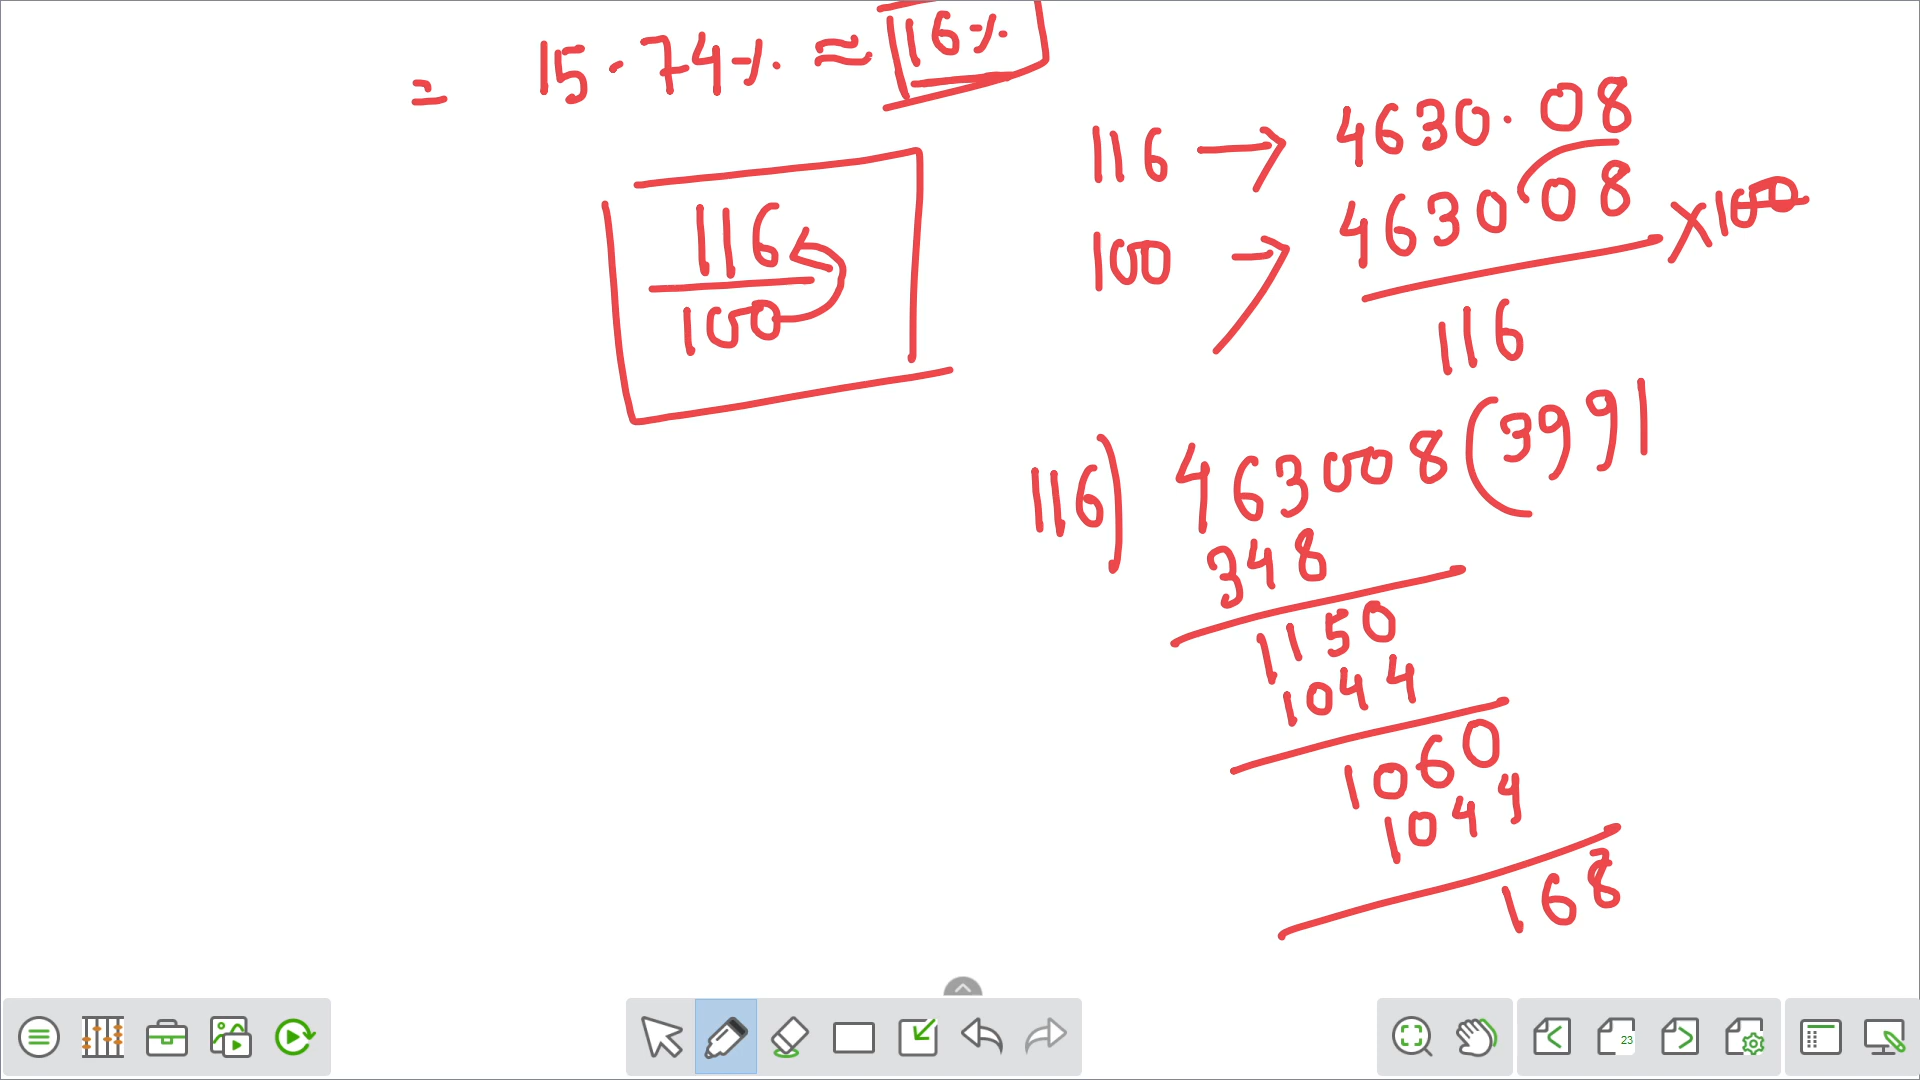 = 15.74% ≈ 16%
116
100
116 → 4630.08
100 → 463008
116
×100
116) 463008 (3991
348
1150
1044
1060
1044
168
23